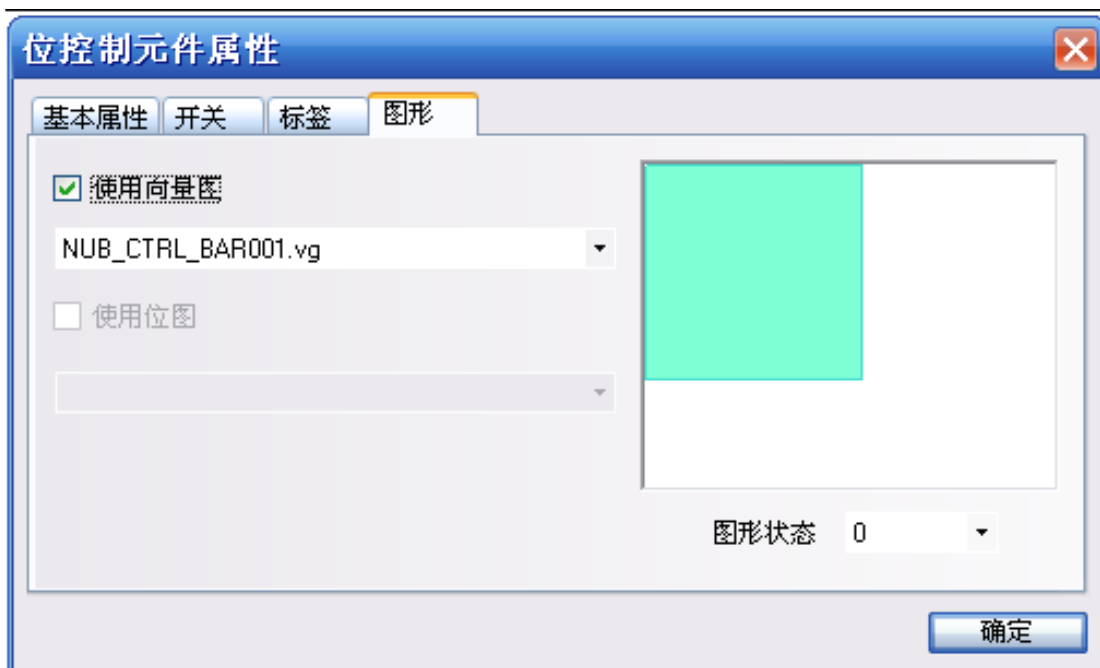 位控制元件属性
基本属性 开关 标签 图形
使用向量图
NUB_CTRL_BAR001.vg
使用位图
图形状态 0
确定